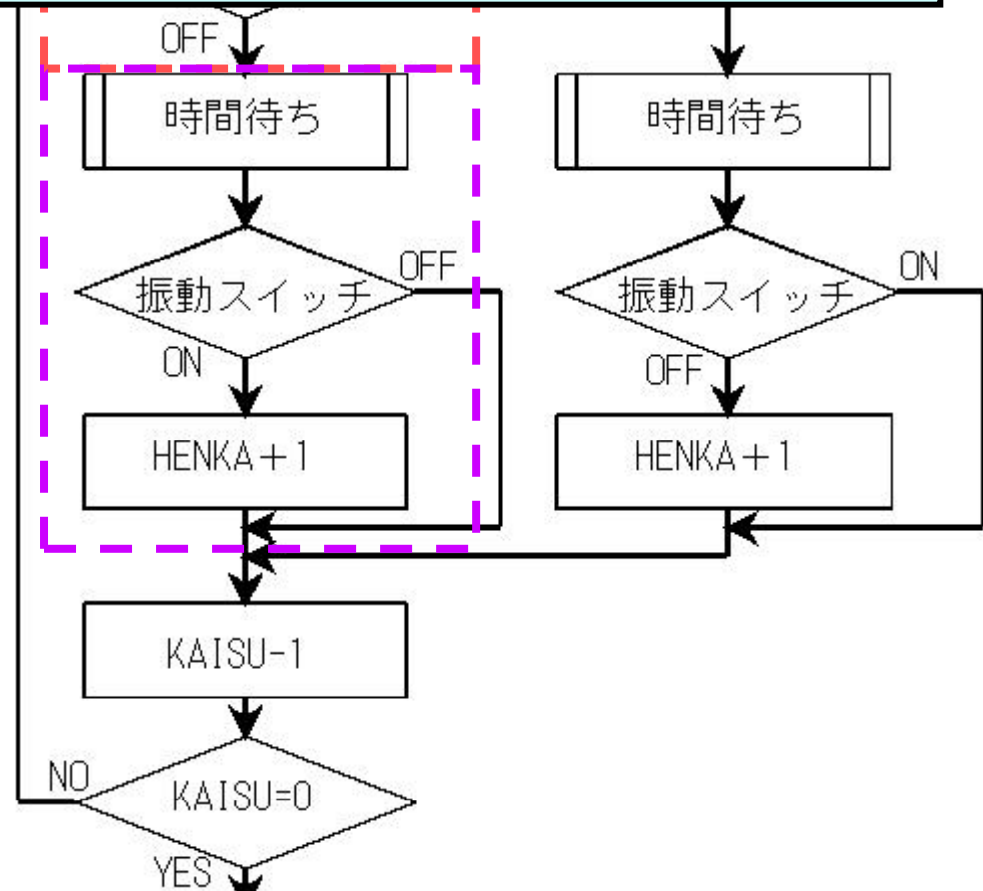 OFF
時間待ち
時間待ち
振動スイッチ
OFF
振動スイッチ
ON
ON
OFF
HENKA+1
HENKA+1
KAISU-1
NO
KAISU=0
YES